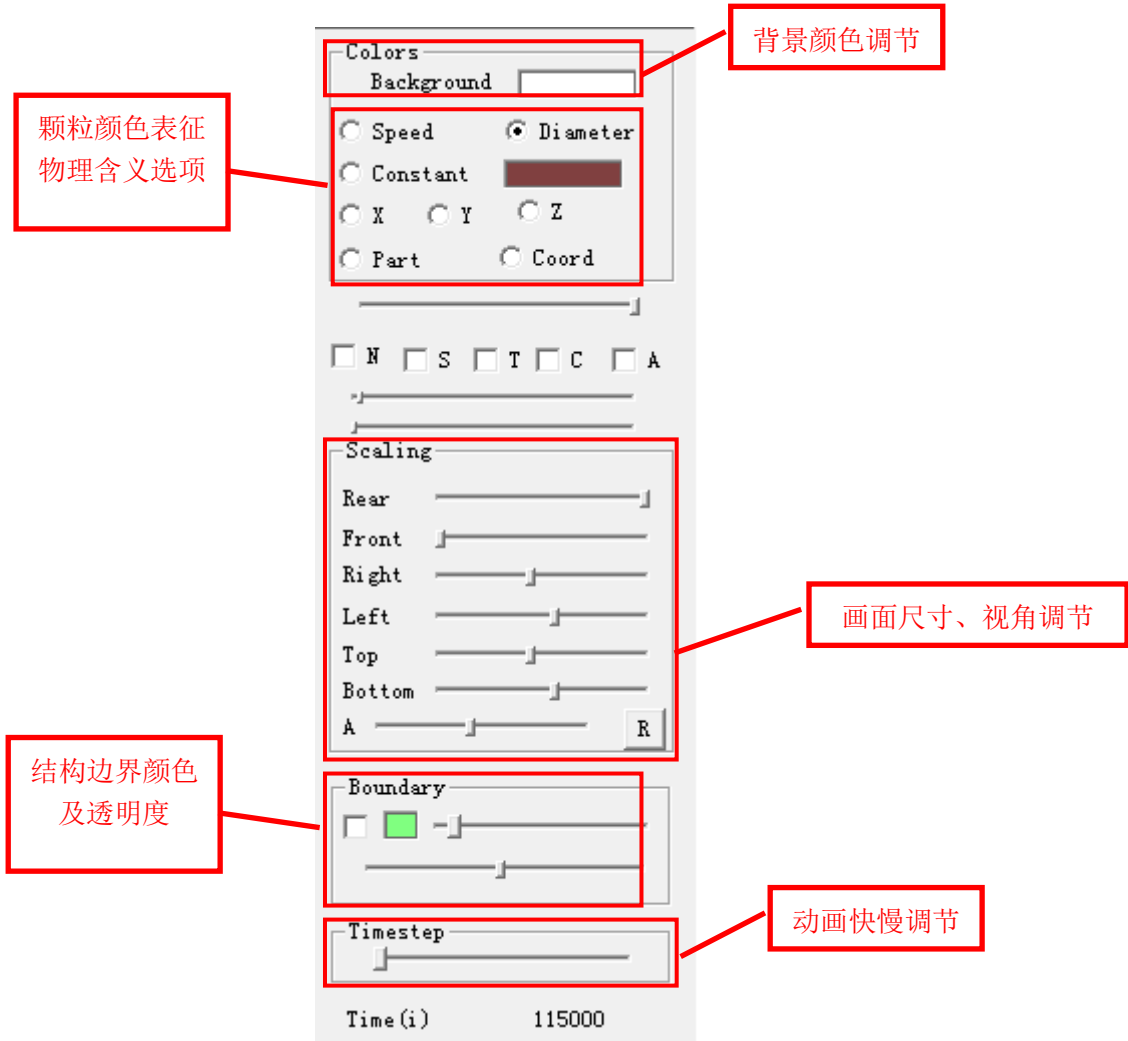 背景颜色调节
Colors
Background
颗粒颜色表征
物理含义选项
Speed Diameter
Constant
X Y Z
Part Coord
N S T C A
Scaling
Rear
Front
Right
Left
Top
Bottom
A R
画面尺寸、视角调节
结构边界颜色
及透明度
Boundary
动画快慢调节
Timestep
Time(i) 115000